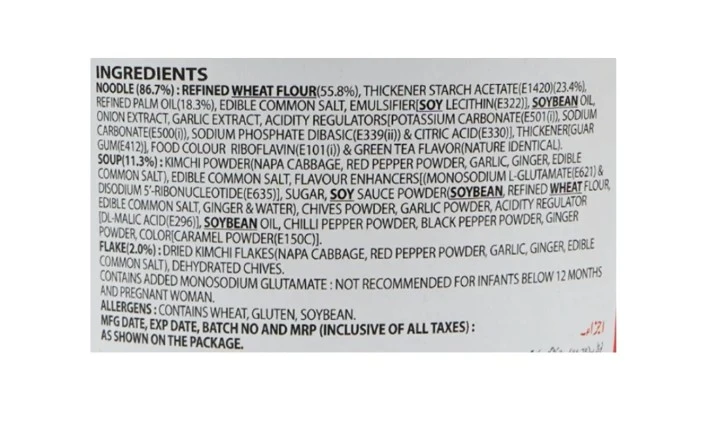 INGREDIENTS
NOODLE (86.7%) : REFINED WHEAT FLOUR(55.8%), THICKENER STARCH ACETATE(E1420)(23.4%),
REFINED PALM OIL(18.3%), EDIBLE COMMON SALT, EMULSIFIER[SOY LECITHIN(E322)], SOYBEAN OIL,
ONION EXTRACT, GARLIC EXTRACT, ACIDITY REGULATORS[POTASSIUM CARBONATE(E501(i)), SODIUM
CARBONATE(E500(i)), SODIUM PHOSPHATE DIBASIC(E339(ii)) & CITRIC ACID(E330)], THICKENER[GUAR
GUM(E412)], FOOD COLOUR RIBOFLAVIN(E101(i)) & GREEN TEA FLAVOR(NATURE IDENTICAL).
SOUP(11.3%) : KIMCHI POWDER(NAPA CABBAGE, RED PEPPER POWDER, GARLIC, GINGER, EDIBLE
COMMON SALT), EDIBLE COMMON SALT, FLAVOUR ENHANCERS[(MONOSODIUM L-GLUTAMATE(E621) &
DISODIUM 5'-RIBONUCLEOTIDE(E635)], SUGAR, SOY SAUCE POWDER(SOYBEAN, REFINED WHEAT FLOUR,
EDIBLE COMMON SALT, GINGER & WATER), CHIVES POWDER, GARLIC POWDER, ACIDITY REGULATOR
[DL-MALIC ACID(E296)], SOYBEAN OIL, CHILLI PEPPER POWDER, BLACK PEPPER POWDER, GINGER
POWDER, COLOR[CARAMEL POWDER(E150C)].
FLAKE(2.0%) : DRIED KIMCHI FLAKES(NAPA CABBAGE, RED PEPPER POWDER, GARLIC, GINGER, EDIBLE
COMMON SALT), DEHYDRATED CHIVES.
CONTAINS ADDED MONOSODIUM GLUTAMATE : NOT RECOMMENDED FOR INFANTS BELOW 12 MONTHS
AND PREGNANT WOMAN.
ALLERGENS : CONTAINS WHEAT, GLUTEN, SOYBEAN.
MFG DATE, EXP DATE, BATCH NO AND MRP (INCLUSIVE OF ALL TAXES) :
AS SHOWN ON THE PACKAGE.